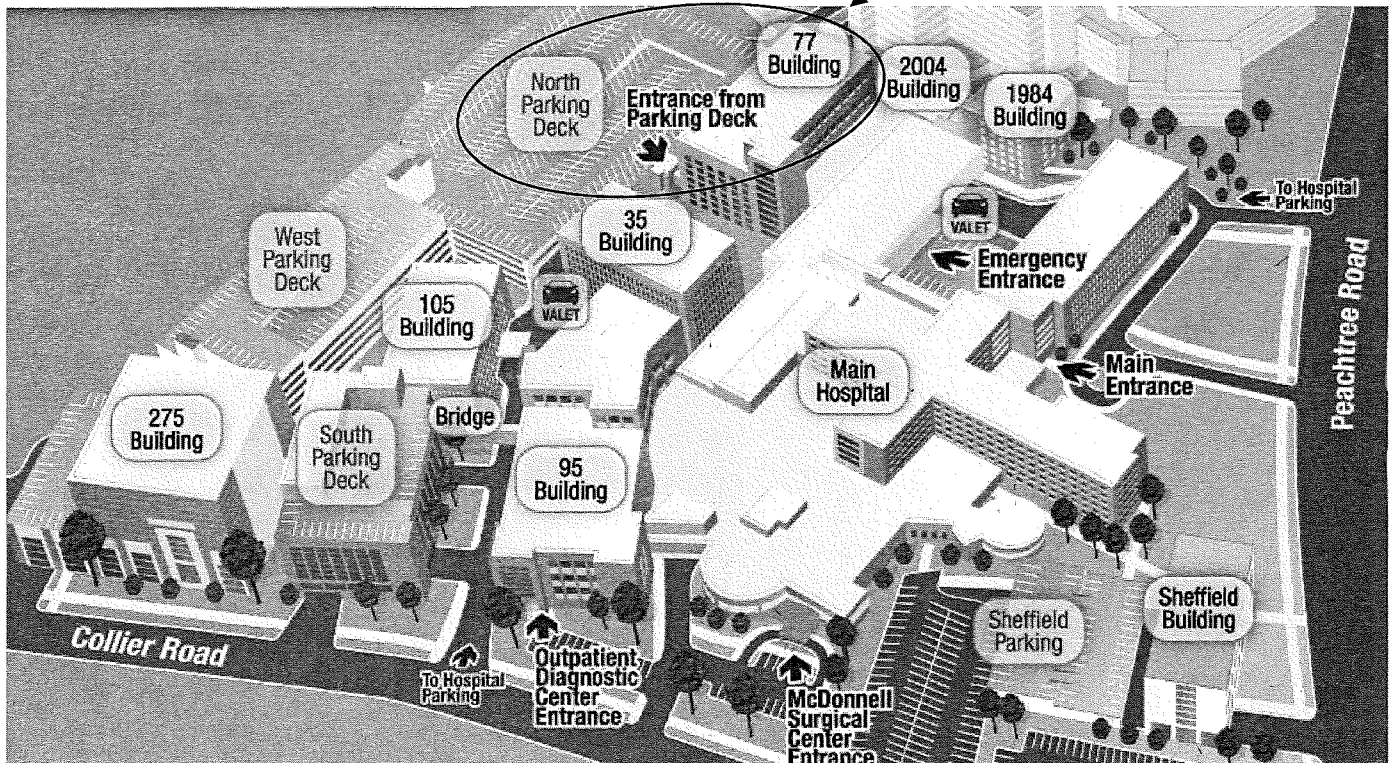 77
Building
2004
Building
1984
Building
North
Parking
Deck
Entrance from
Parking Deck
To Hospital
Parking
35
Building
VALET
Emergency
Entrance
West
Parking
Deck
105
Building
VALET
Main
Hospital
Main
Entrance
Peachtree Road
275
Building
South
Parking
Deck
Bridge
95
Building
Sheffield
Parking
Sheffield
Building
Collier Road
To Hospital
Parking
Outpatient
Diagnostic
Center
Entrance
McDonnell
Surgical
Center
Entrance